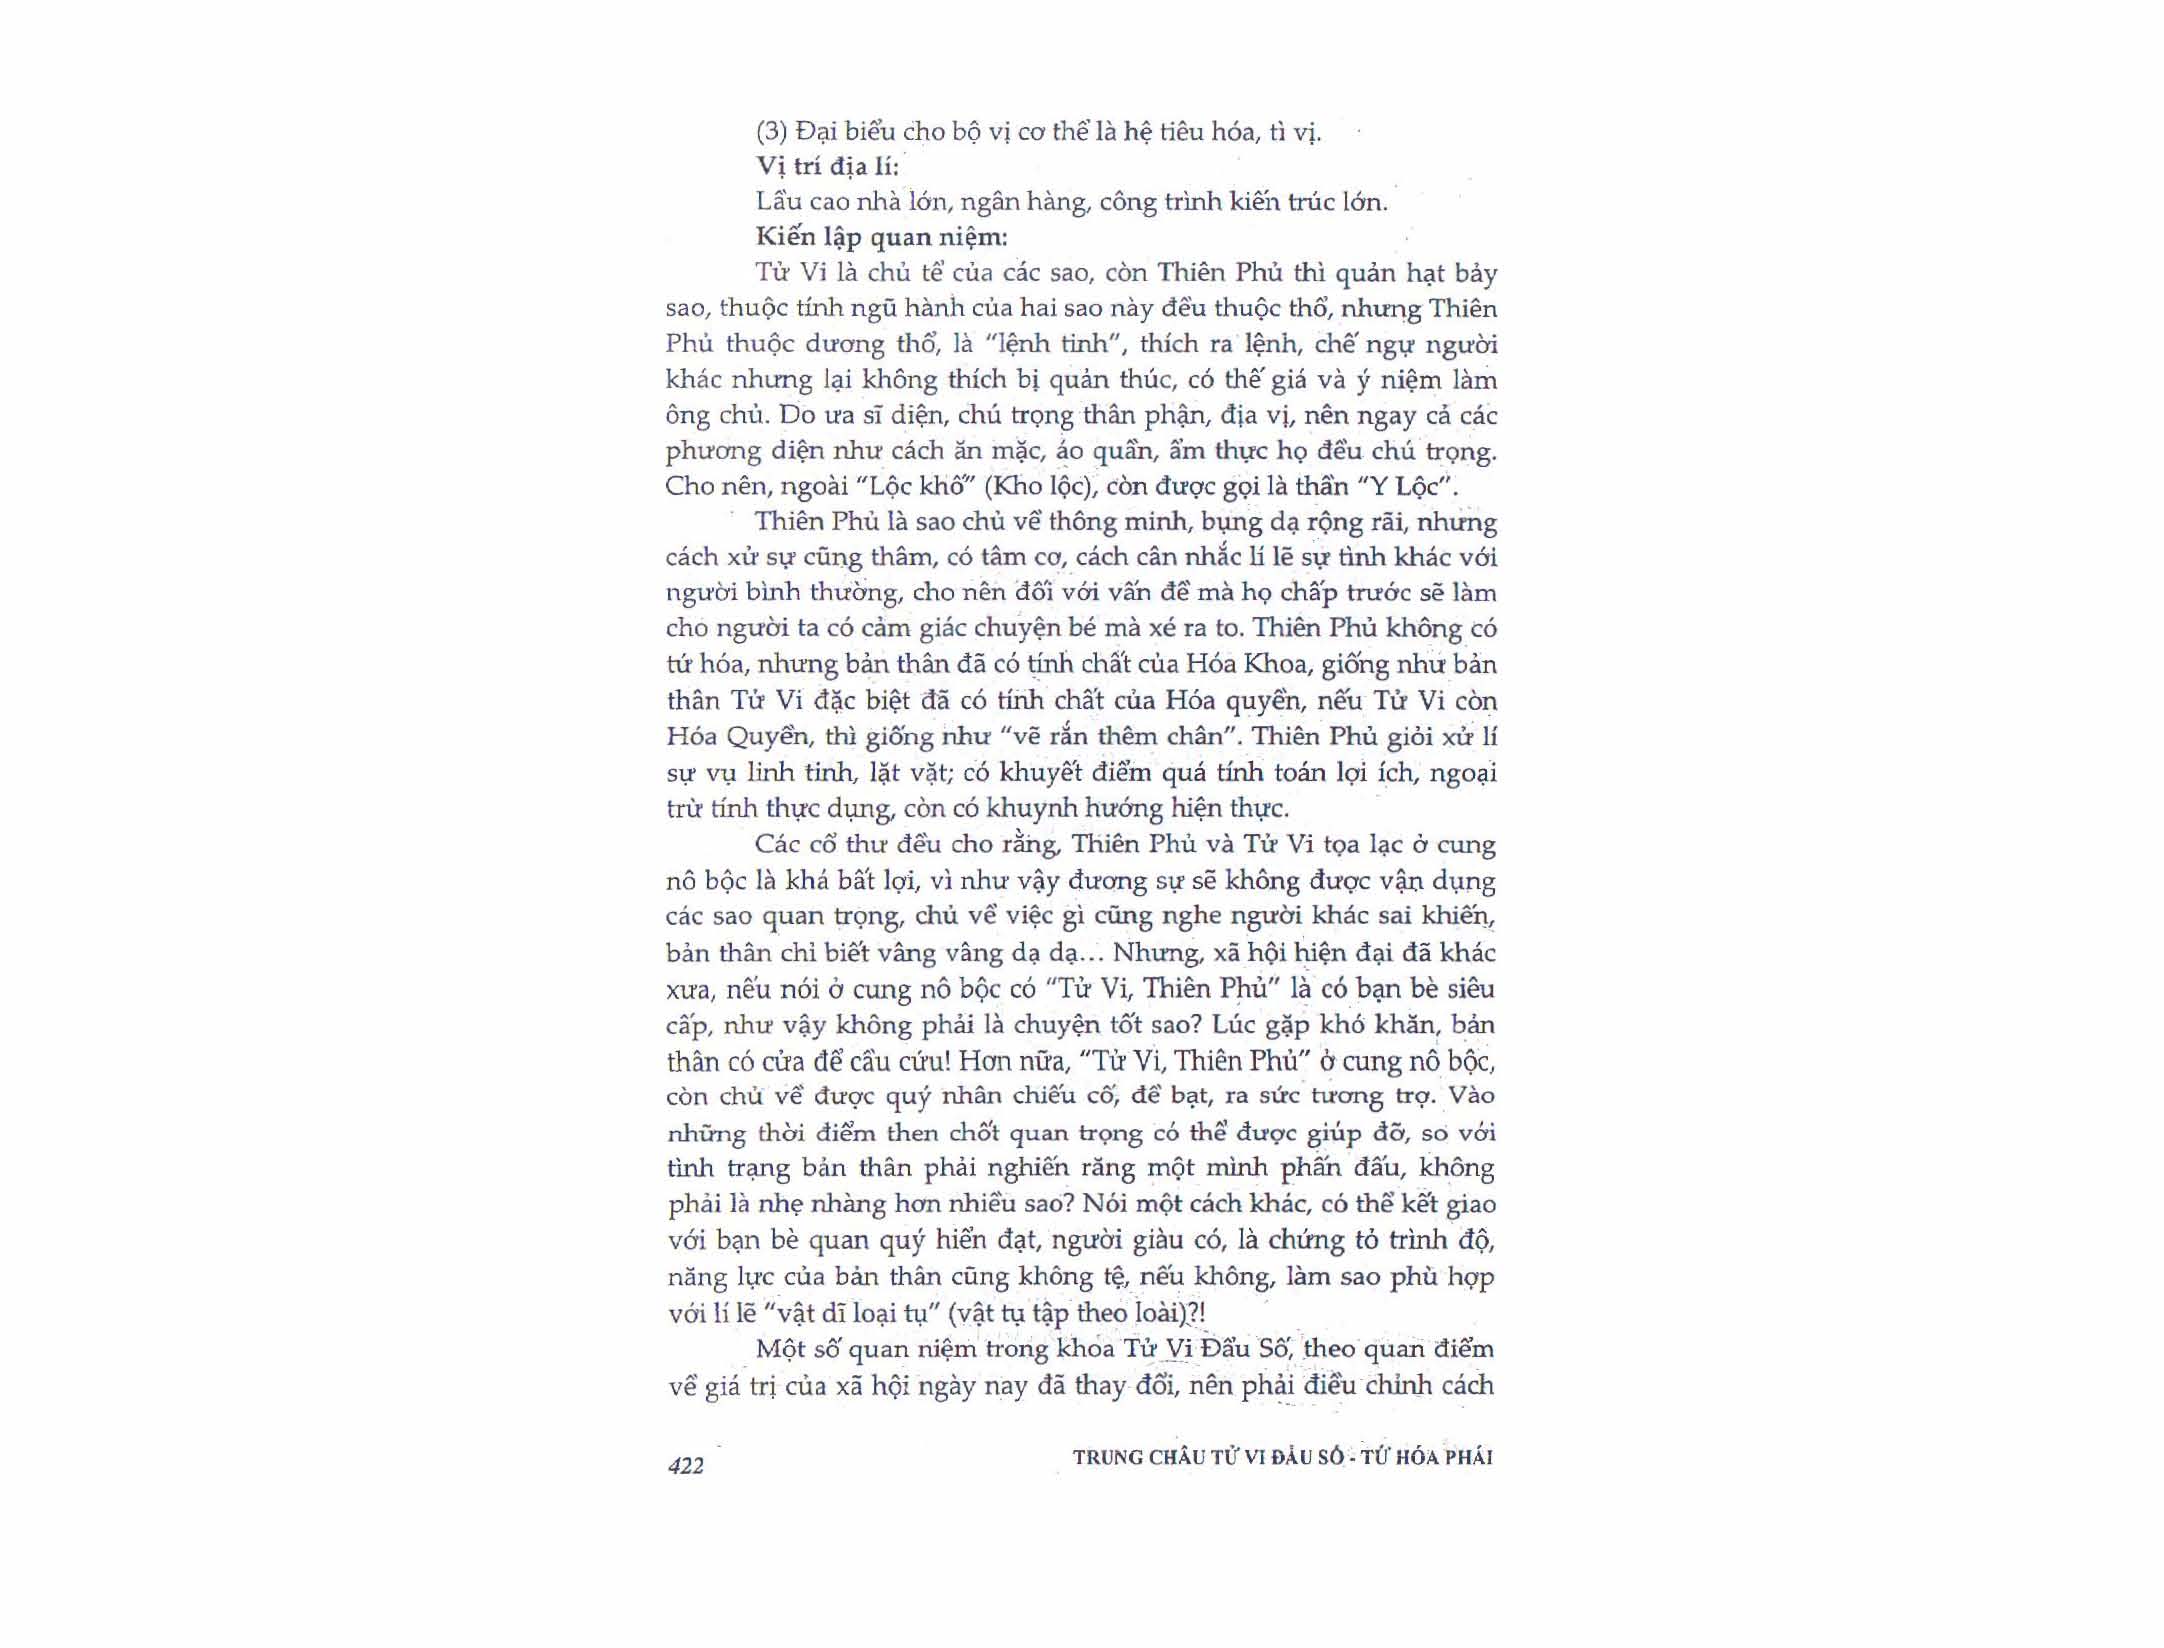 (3) Đại biểu cho bộ vị cơ thể là hệ tiêu hóa, tì vị.
Vị trí địa lí:
Lầu cao nhà lớn, ngân hàng, công trình kiến trúc lớn.
Kiến lập quan niệm:
Tử Vi là chủ tể của các sao, còn Thiên Phủ thì quản hạt bảy
sao, thuộc tính ngũ hành của hai sao này đều thuộc thổ, nhưng Thiên
Phủ thuộc dương thổ, là "lệnh tinh", thích ra lệnh, chế ngự người
khác nhưng lại không thích bị quản thúc, có thế giá và ý niệm làm
ông chủ. Do ưa sĩ diện, chú trọng thân phận, địa vị, nên ngay cả các
phương diện như cách ăn mặc, áo quần, ẩm thực họ đều chú trọng.
Cho nên, ngoài "Lộc khố" (Kho lộc), còn được gọi là thần "Y Lộc".
Thiên Phủ là sao chủ về thông minh, bụng dạ rộng rãi, nhưng
cách xử sự cũng thâm, có tâm cơ, cách cân nhắc lí lẽ sự tình khác với
người bình thường, cho nên đối với vấn đề mà họ chấp trước sẽ làm
cho người ta có cảm giác chuyện bé mà xé ra to. Thiên Phủ không có
tứ hóa, nhưng bản thân đã có tính chất của Hóa Khoa, giống như bản
thân Tử Vi đặc biệt đã có tính chất của Hóa quyền, nếu Tử Vi còn
Hóa Quyền, thì giống như "vẽ rắn thêm chân". Thiên Phủ giỏi xử lí
sự vụ linh tinh, lặt vặt; có khuyết điểm quá tính toán lợi ích, ngoại
trừ tính thực dụng, còn có khuynh hướng hiện thực.
Các cổ thư đều cho rằng, Thiên Phủ và Tử Vi tọa lạc ở cung
nô bộc là khá bất lợi, vì như vậy đương sự sẽ không được vận dụng
các sao quan trọng, chủ về việc gì cũng nghe người khác sai khiến,
bản thân chỉ biết vâng vâng dạ dạ... Nhưng, xã hội hiện đại đã khác
xưa, nếu nói ở cung nô bộc có "Tử Vi, Thiên Phủ" là có bạn bè siêu
cấp, như vậy không phải là chuyện tốt sao? Lúc gặp khó khăn, bản
thân có cửa để cầu cứu! Hơn nữa, "Tử Vi, Thiên Phủ" ở cung nô bộc,
còn chủ về được quý nhân chiếu cố, đề bạt, ra sức tương trợ. Vào
những thời điểm then chốt quan trọng có thể được giúp đỡ, so với
tình trạng bản thân phải nghiến răng một mình phấn đấu, không
phải là nhẹ nhàng hơn nhiều sao? Nói một cách khác, có thể kết giao
với bạn bè quan quý hiển đạt, người giàu có, là chứng tỏ trình độ,
năng lực của bản thân cũng không tệ, nếu không, làm sao phù hợp
với lí lẽ "vật dĩ loại tụ" (vật tụ tập theo loài)?!
Một số quan niệm trong khoa Tử Vi Đẩu Số, theo quan điểm
về giá trị của xã hội ngày nay đã thay đổi, nên phải điều chỉnh cách
422
TRUNG CHÂU TỬ VI ĐẨU SỐ - TỨ HÓA PHÁI